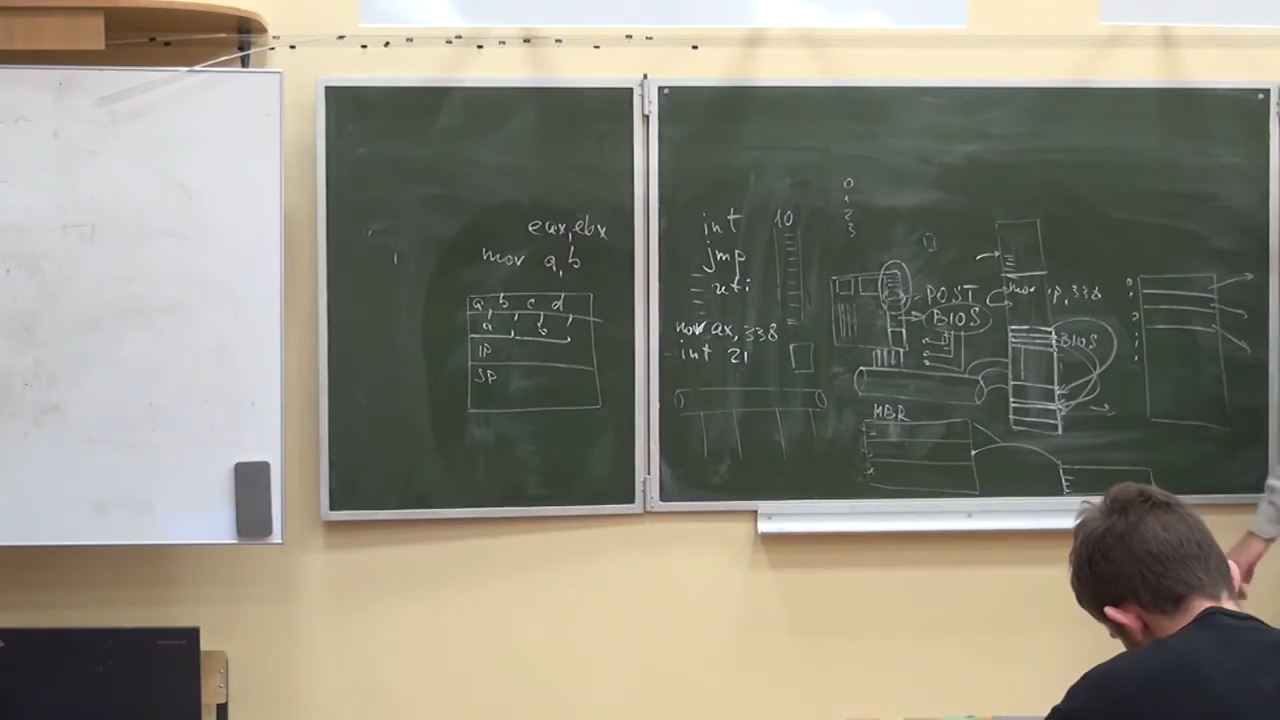 eax, ebx
mov a, b
a b c d
a b
IP
SP
int 10
jmp
reti
mov ax, 338
int 21
0
1
2
3
POST
BIOS
mov ip, 338
BIOS
MBR